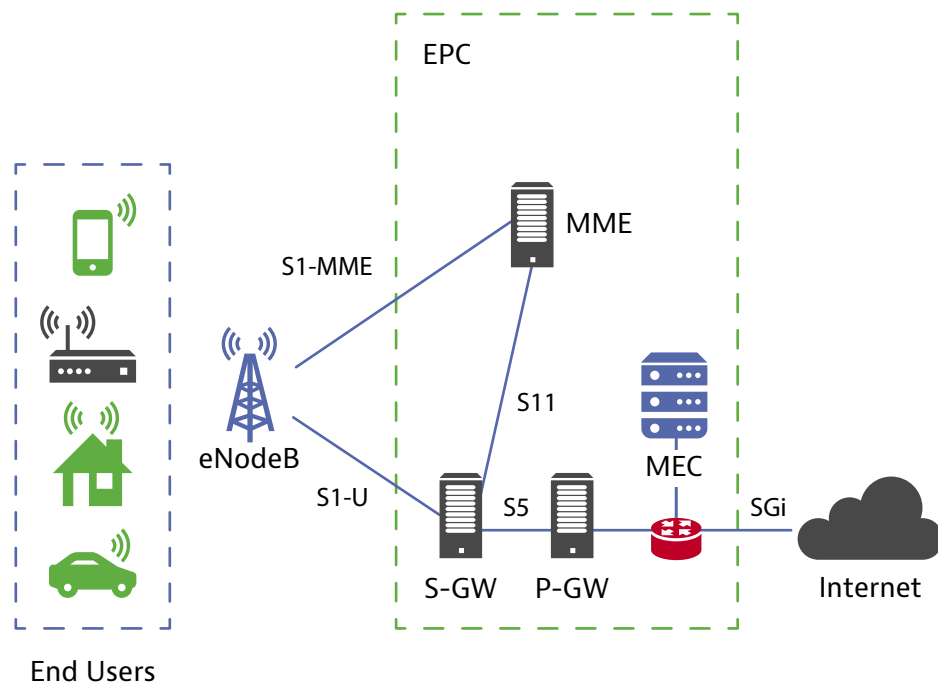 EPC
MME
S1-MME
S11
eNodeB
MEC
S1-U
S5
SGi
S-GW
P-GW
Internet
End Users